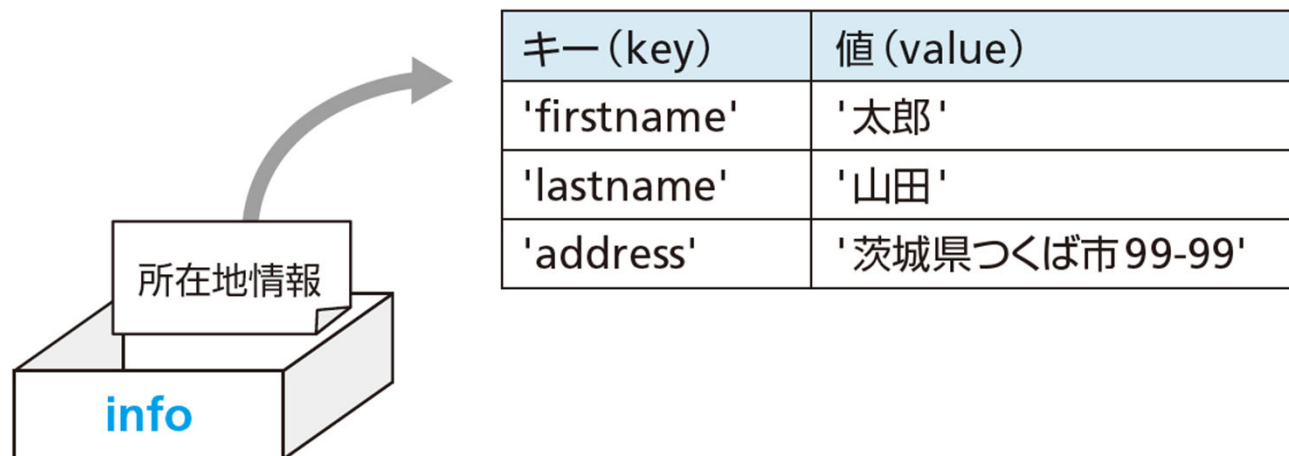 キー（key） 値（value）
'firstname' '太郎'
'lastname' '山田'
'address' '茨城県つくば市99-99'
所在地情報
info